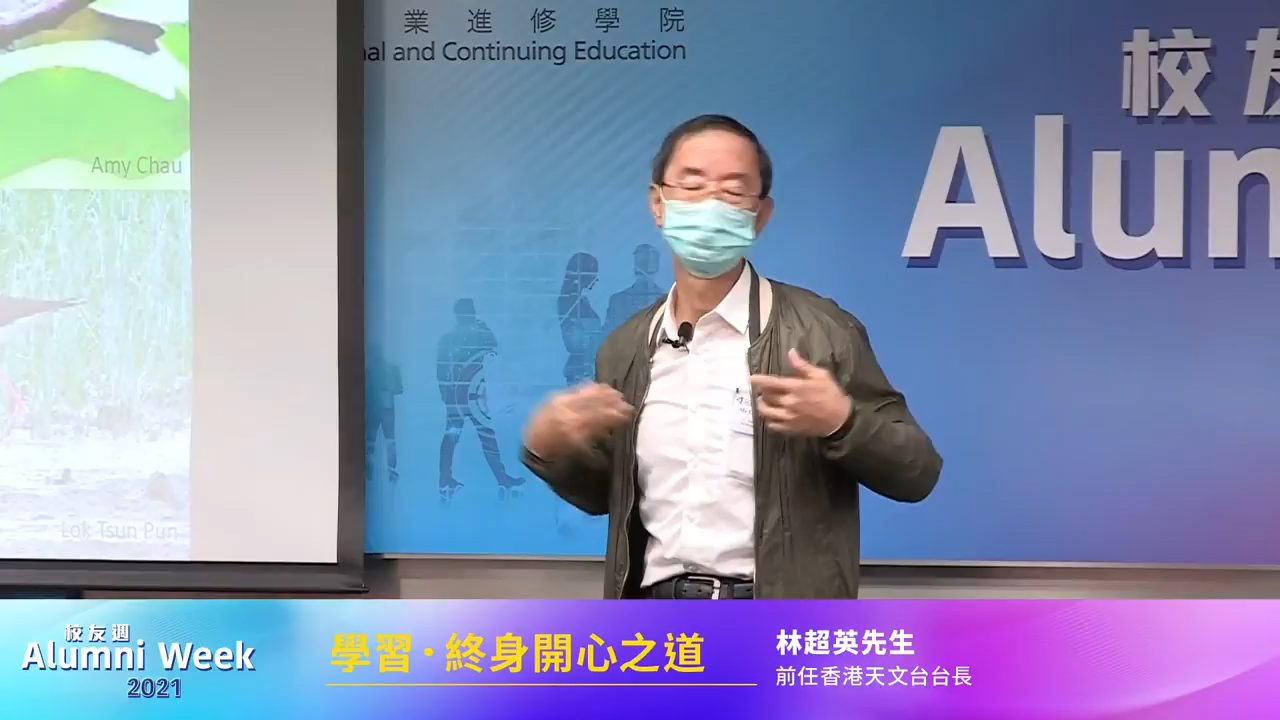 業進修學院
al and Continuing Education
校友
Alum
Amy Chau
Lok Tsun Pun
校友週
Alumni Week
2021
學習·終身開心之道
林超英先生
前任香港天文台台長